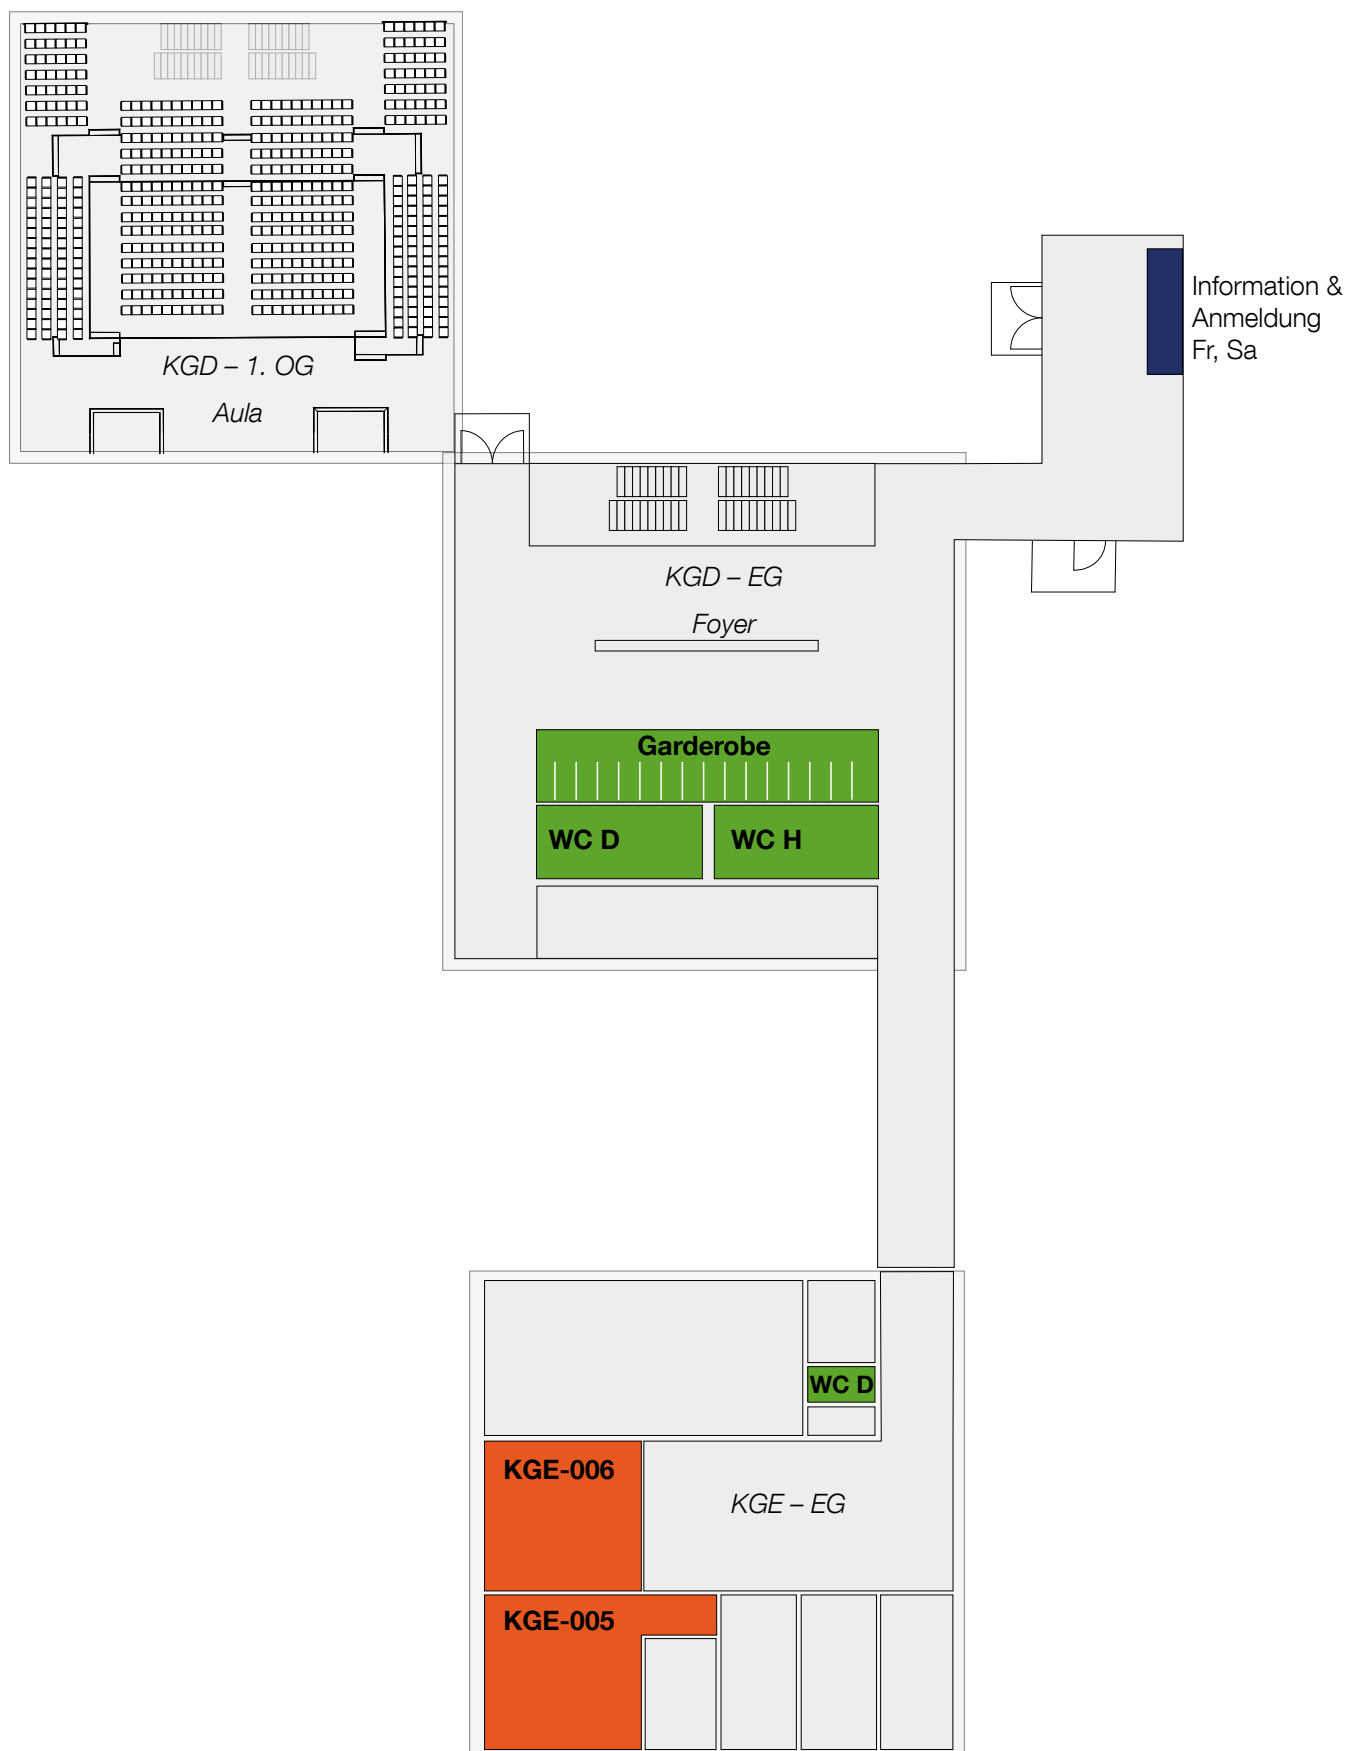 Information &
Anmeldung
Fr, Sa
KGD – 1. OG
Aula
KGD – EG
Foyer
Garderobe
WC D
WC H
WC D
KGE-006
KGE – EG
KGE-005